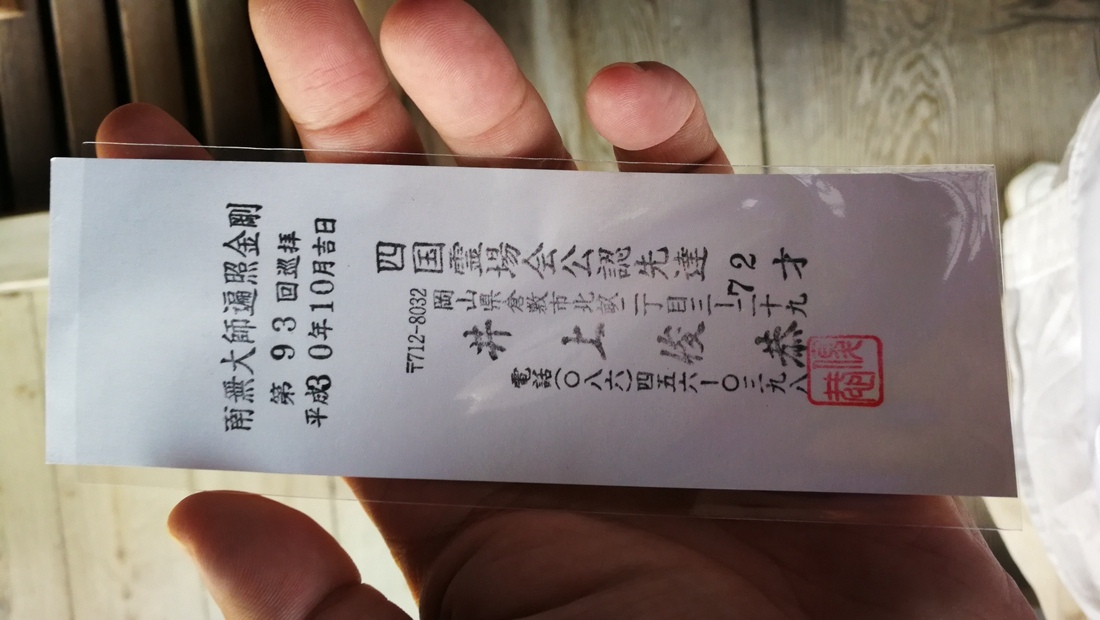 南無大師遍照金剛
第93回巡拝
平成30年10月吉日
四国霊場会公認先達 72才
〒712-8032
岡山県倉敷市北畝二丁目三ー二十九
井上俊恭
電話(〇八六)四五六ー〇三九八